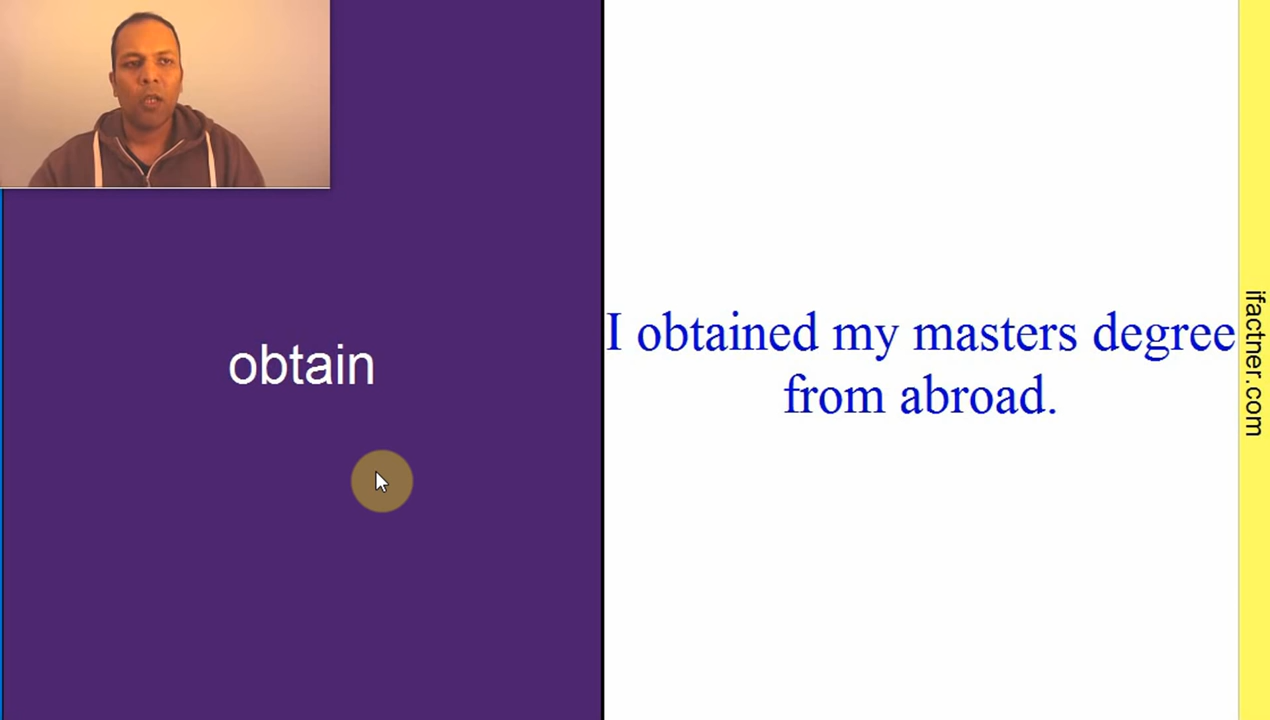 obtain
I obtained my masters degree
from abroad.
ifactner.com